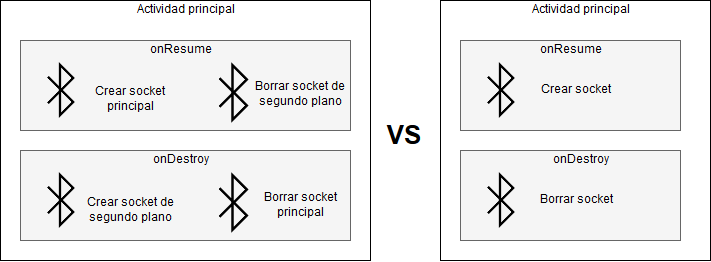 Actividad principal
onResume
Crear socket
principal
Borrar socket de
segundo plano
onDestroy
Crear socket de
segundo plano
Borrar socket
principal
VS
Actividad principal
onResume
Crear socket
onDestroy
Borrar socket